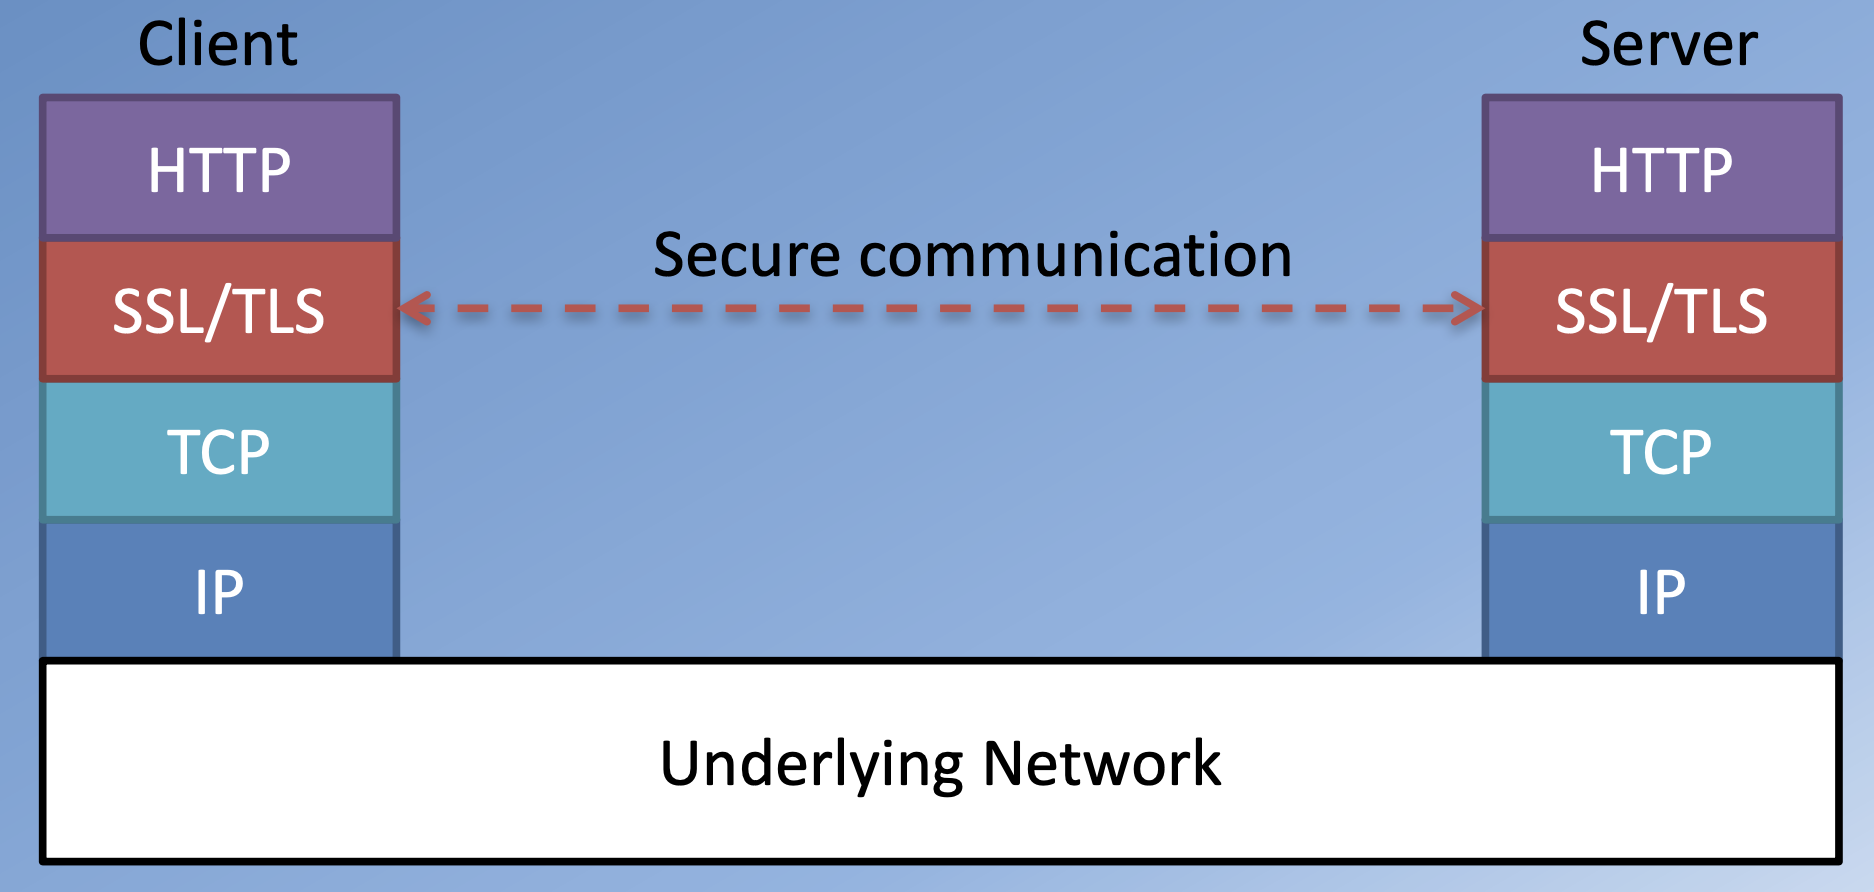 Client
Server
HTTP
HTTP
Secure communication
SSL/TLS
SSL/TLS
TCP
TCP
IP
IP
Underlying Network